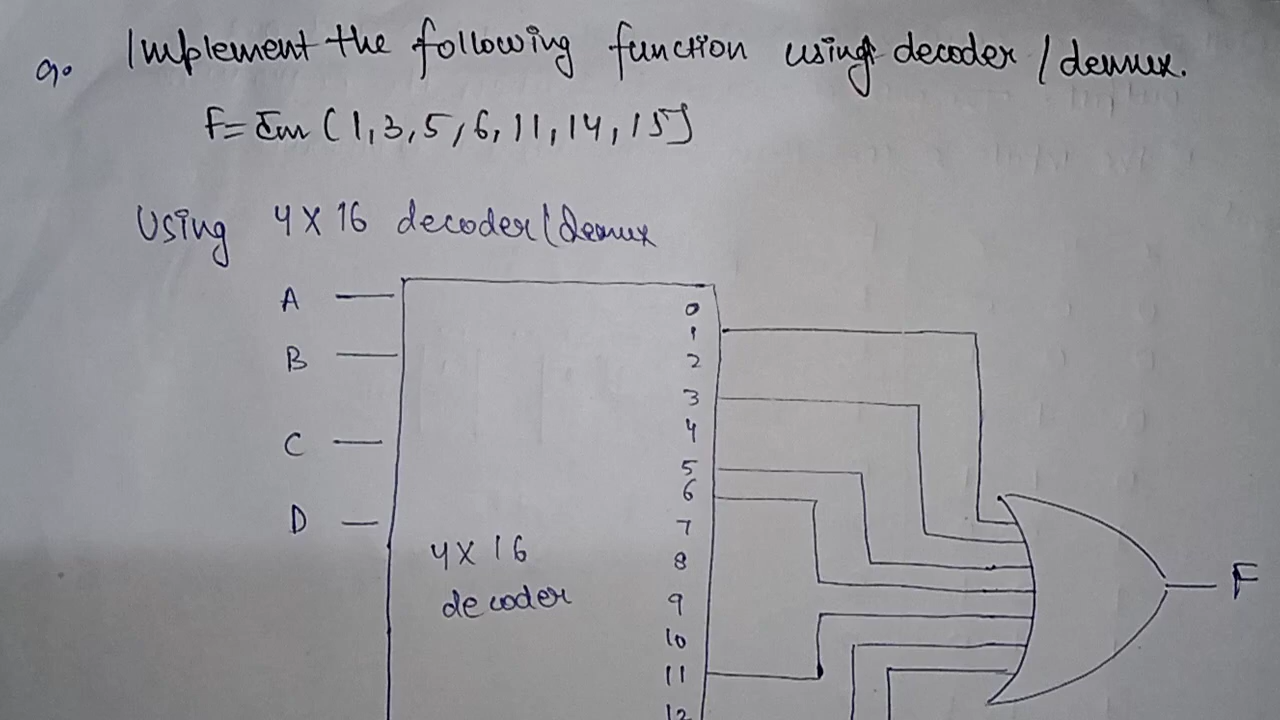 Q. Implement the following function using decoder / demux.
F = Σm (1, 3, 5, 6, 11, 14, 15)
Using 4 X 16 decoder / Demux
A
B
C
D
4 X 16
decoder
0
1
2
3
4
5
6
7
8
9
10
11
12
F